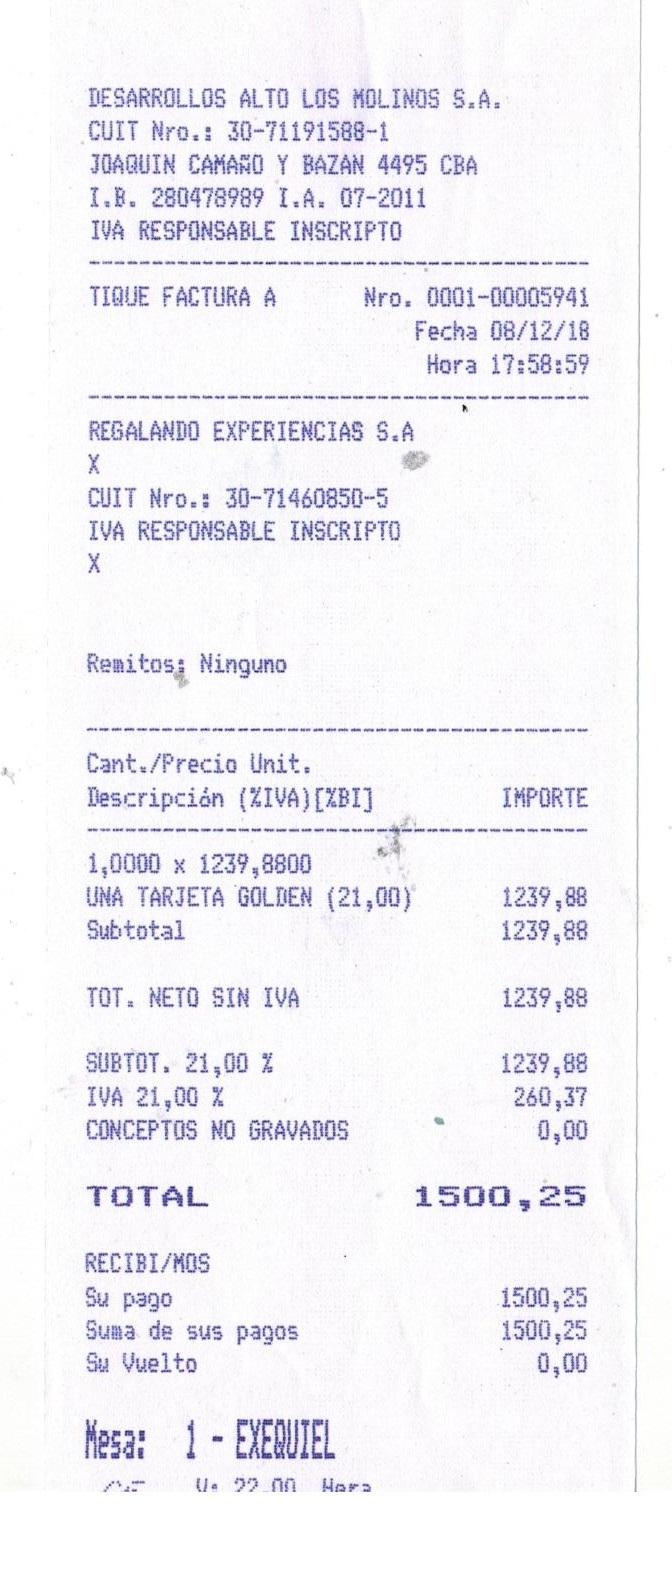 DESARROLLOS ALTO LOS MOLINOS S.A.
CUIT Nro.: 30-71191588-1
JOAQUIN CAMAÑO Y BAZAN 4495 CBA
I.B. 280478989 I.A. 07-2011
IVA RESPONSABLE INSCRIPTO
TIQUE FACTURA A Nro. 0001-00005941
Fecha 08/12/18
Hora 17:58:59
REGALANDO EXPERIENCIAS S.A
X
CUIT Nro.: 30-71460850-5
IVA RESPONSABLE INSCRIPTO
X
Remitos: Ninguno
Cant./Precio Unit.
Descripción (%IVA)[%BI] IMPORTE
1,0000 x 1239,8800
UNA TARJETA GOLDEN (21,00) 1239,88
Subtotal 1239,88
TOT. NETO SIN IVA 1239,88
SUBTOT. 21,00 % 1239,88
IVA 21,00 % 260,37
CONCEPTOS NO GRAVADOS 0,00
TOTAL 1500,25
RECIBI/MOS
Su pago 1500,25
Suma de sus pagos 1500,25
Su Vuelto 0,00
Mesa: 1 - EXEQUIEL